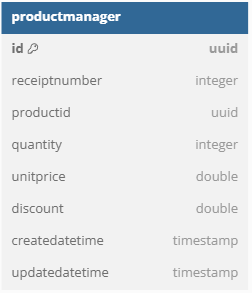 productmanager
id uuid
receiptnumber integer
productid uuid
quantity integer
unitprice double
discount double
createdatetime timestamp
updatedatetime timestamp